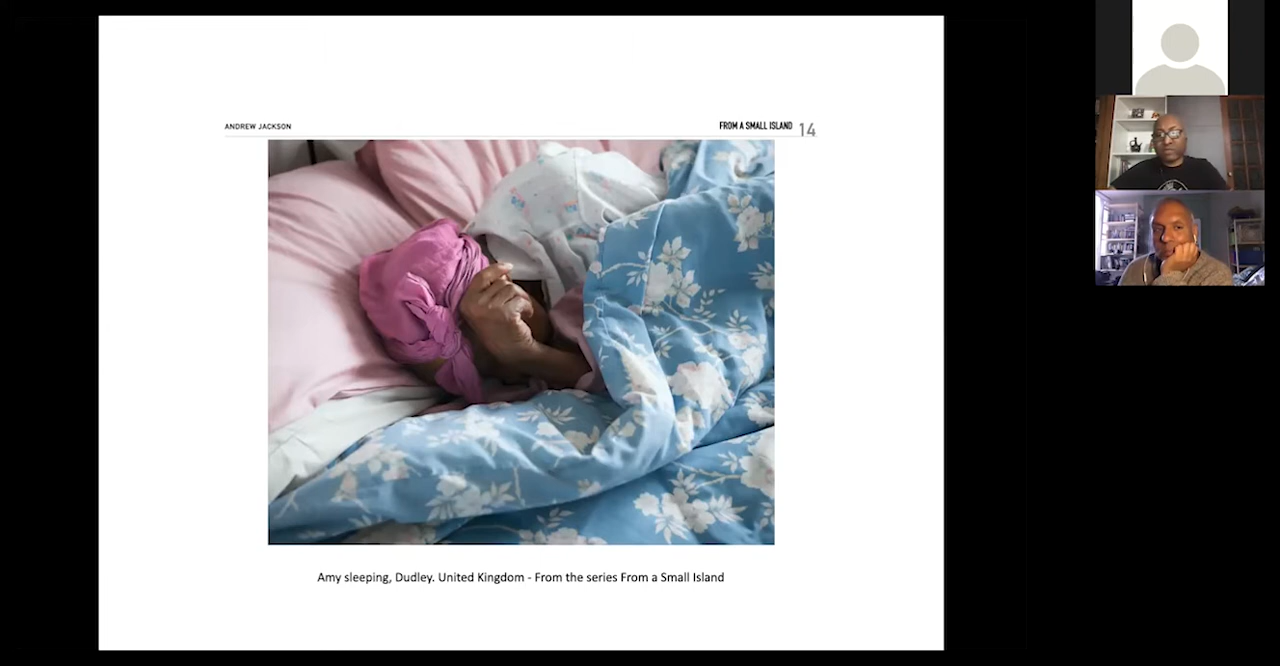 ANDREW JACKSON
FROM A SMALL ISLAND 14
Amy sleeping, Dudley. United Kingdom - From the series From a Small Island